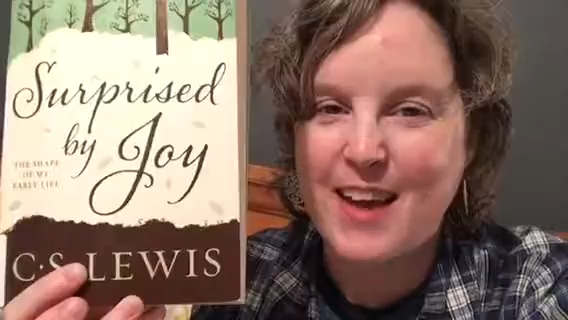 Surprised
by Joy
THE SHAPE
OF MY
EARLY LIFE
C·S·LEWIS